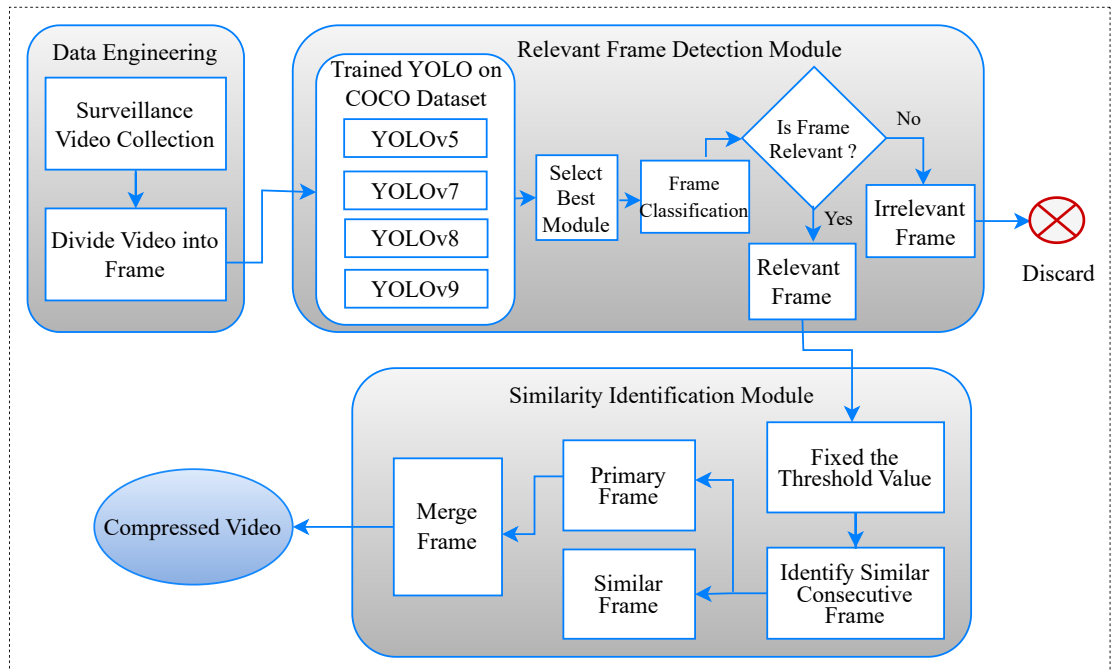 Data Engineering
Surveillance
Video Collection
Divide Video into
Frame
Relevant Frame Detection Module
Trained YOLO on
COCO Dataset
YOLOv5
YOLOv7
YOLOv8
YOLOv9
Select
Best
Module
Frame
Classification
Is Frame
Relevant ?
No
Yes
Irrelevant
Frame
Relevant
Frame
Discard
Similarity Identification Module
Fixed the
Threshold Value
Identify Similar
Consecutive
Frame
Primary
Frame
Similar
Frame
Merge
Frame
Compressed Video